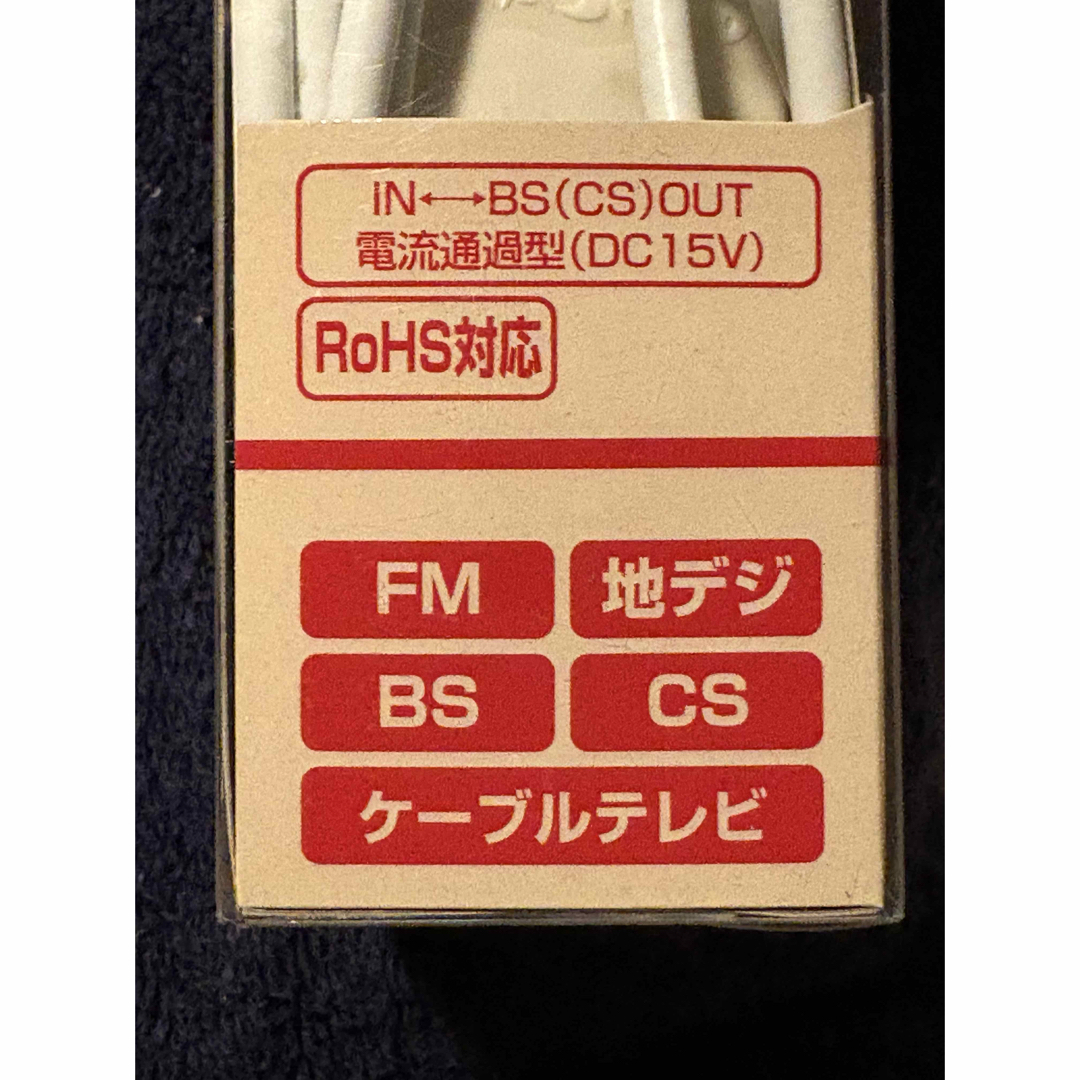 IN⟷BS(CS)OUT
電流通過型(DC15V)
RoHS対応
FM
地デジ
BS
CS
ケーブルテレビ